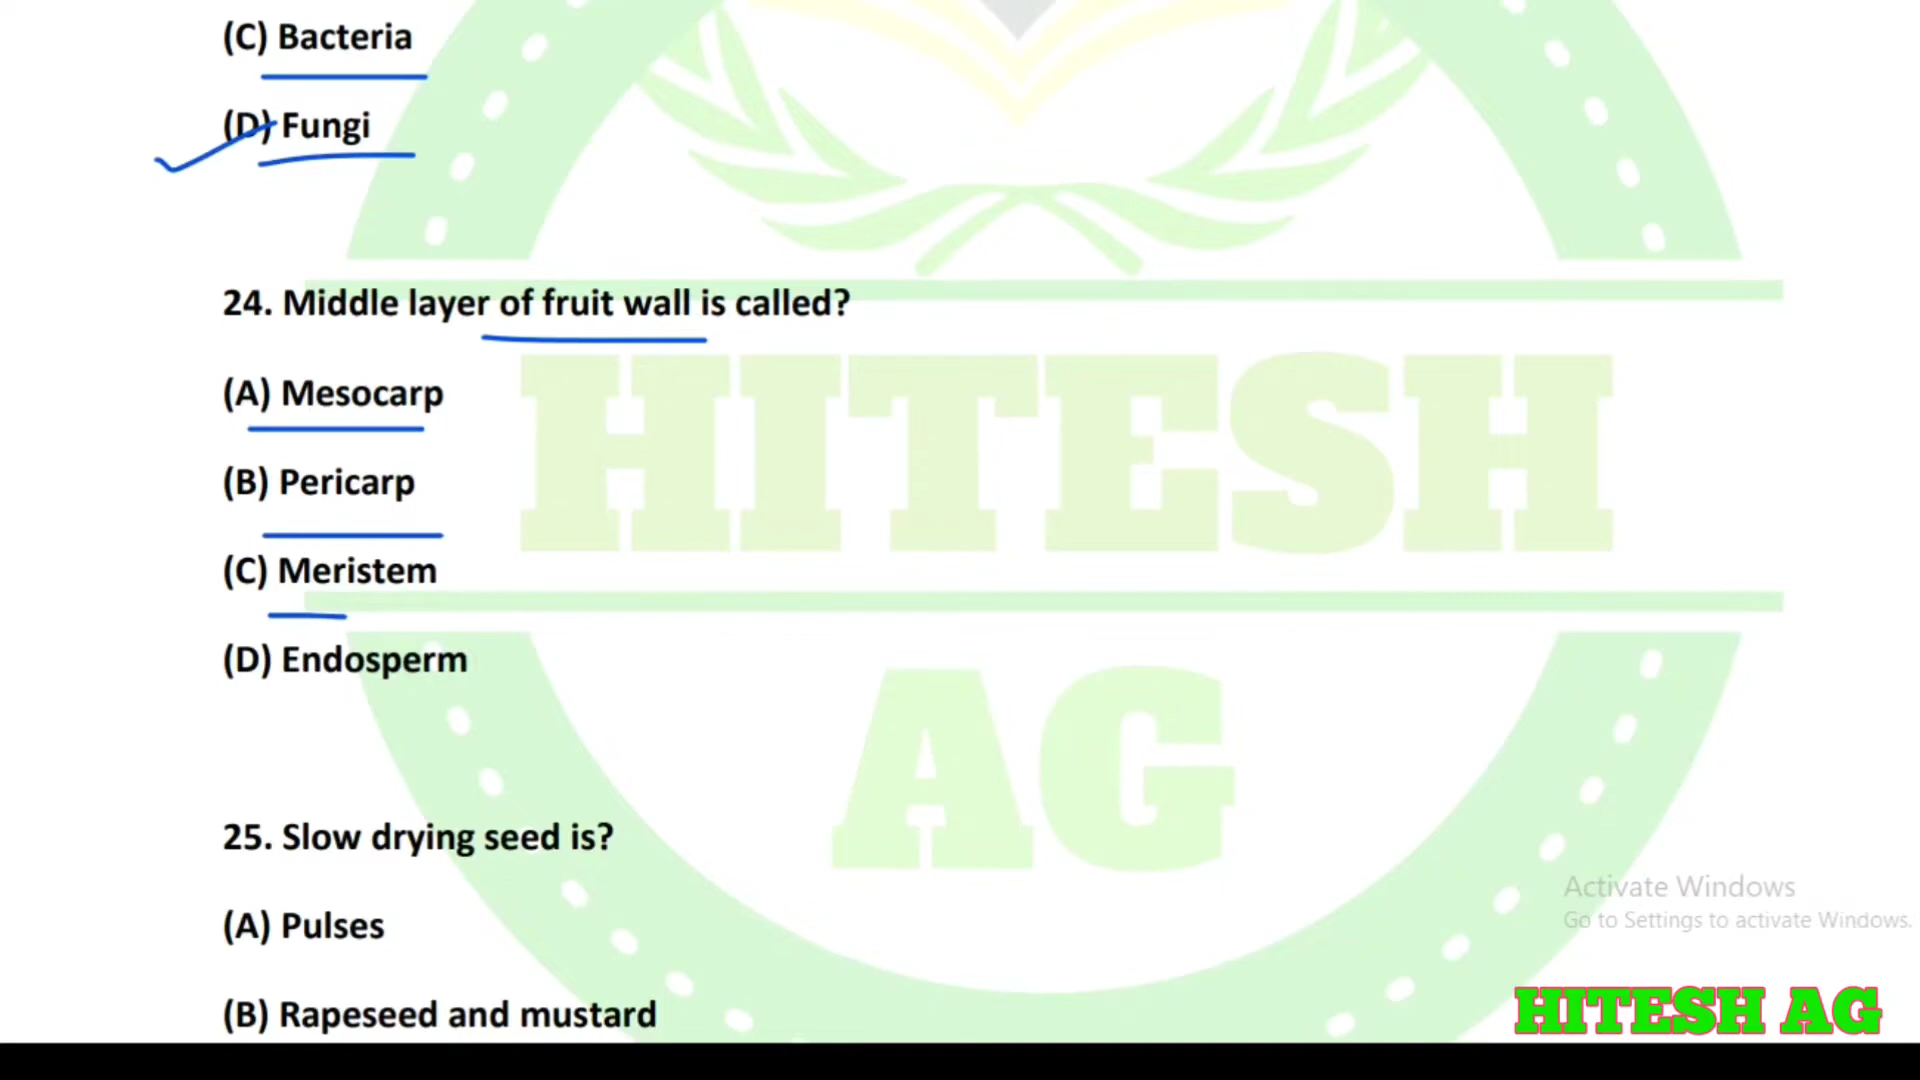 (C) Bacteria
(D) Fungi
24. Middle layer of fruit wall is called?
(A) Mesocarp
(B) Pericarp
(C) Meristem
(D) Endosperm
25. Slow drying seed is?
(A) Pulses
(B) Rapeseed and mustard
HITESH
AG
Activate Windows
Go to Settings to activate Windows.
HITESH AG